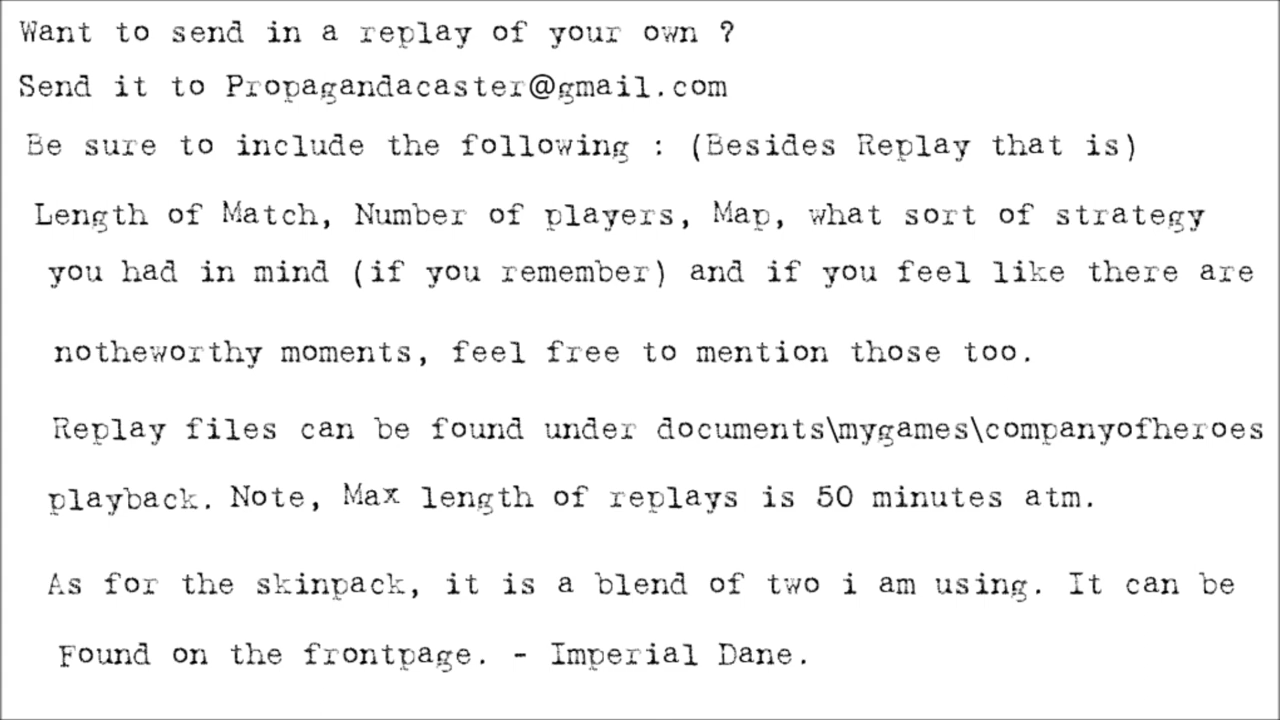 Want to send in a replay of your own ?
Send it to Propagandacaster@gmail.com
Be sure to include the following : (Besides Replay that is)
Length of Match, Number of players, Map, what sort of strategy
you had in mind (if you remember) and if you feel like there are
notheworthy moments, feel free to mention those too.
Replay files can be found under documents\mygames\companyofheroes
playback. Note, Max length of replays is 50 minutes atm.
As for the skinpack, it is a blend of two i am using. It can be
Found on the frontpage. - Imperial Dane.